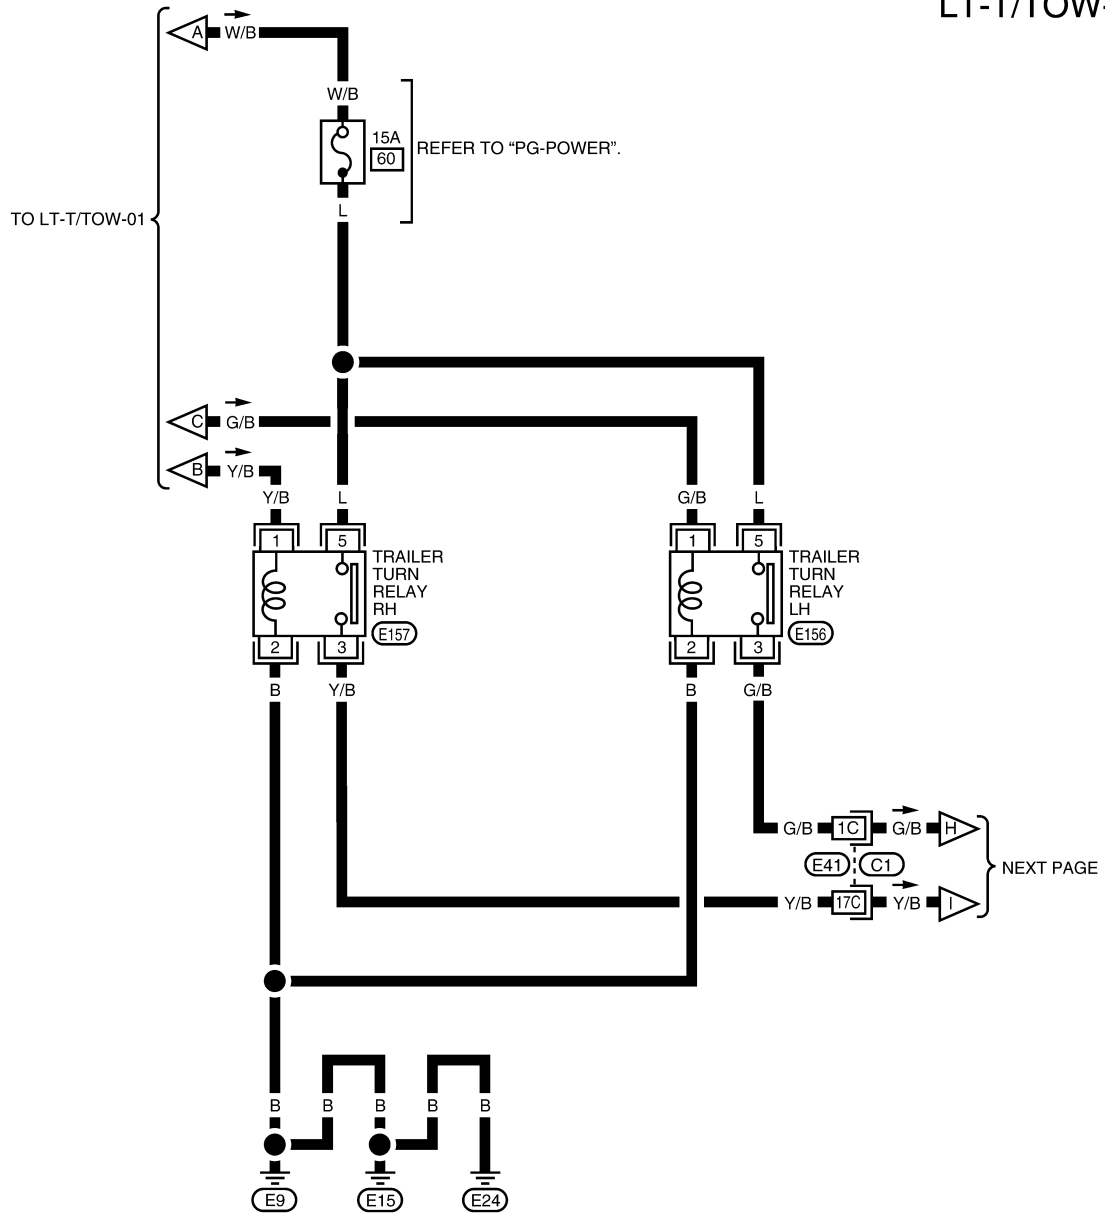 LT-T/TOW-
A W/B
W/B
15A
60
REFER TO “PG-POWER”.
L
TO LT-T/TOW-01
C G/B
B Y/B
Y/B L G/B L
1 5 1 5
TRAILER
TURN
RELAY
RH
E157
TRAILER
TURN
RELAY
LH
E156
2 3 2 3
B Y/B B G/B
G/B 1C G/B H
E41 C1
NEXT PAGE
Y/B 17C Y/B I
B B B B B
E9 E15 E24